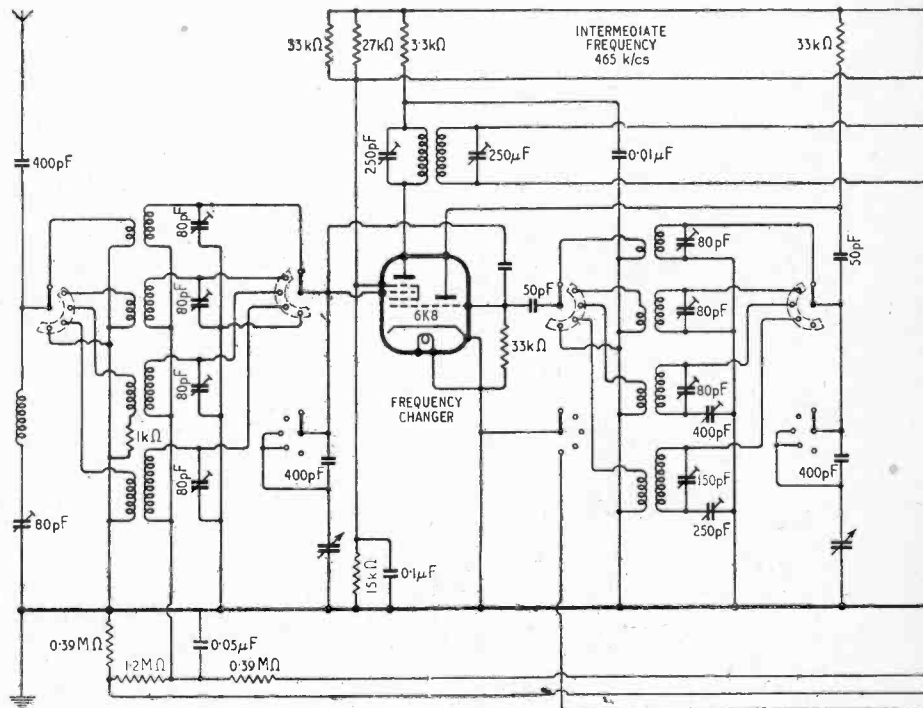 33kΩ
27kΩ
3·3kΩ
INTERMEDIATE
FREQUENCY
465 k/cs
33kΩ
400pF
250pF
250µF
0·01µF
80pF
80pF
80pF
80pF
1kΩ
80pF
6K8
FREQUENCY
CHANGER
50pF
33kΩ
400pF
15kΩ
0·1µF
80pF
80pF
80pF
400pF
150pF
250pF
50pF
400pF
0·39MΩ
1·2MΩ
0·05µF
0·39MΩ